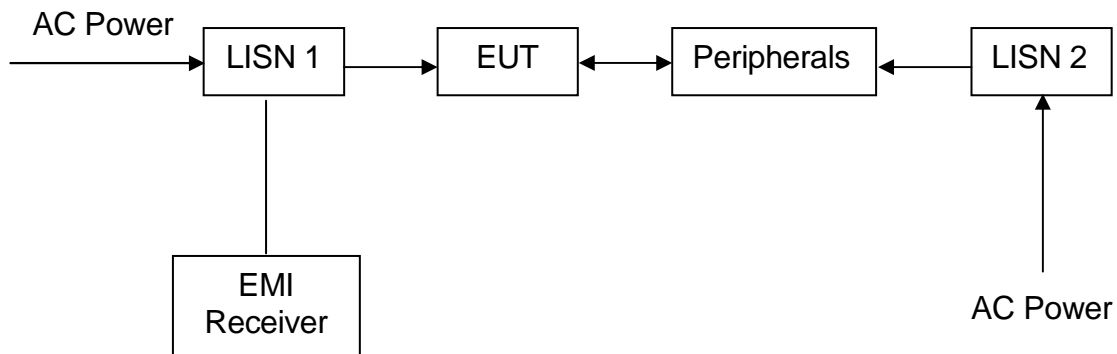 AC Power
LISN 1
EUT
Peripherals
LISN 2
EMI
Receiver
AC Power